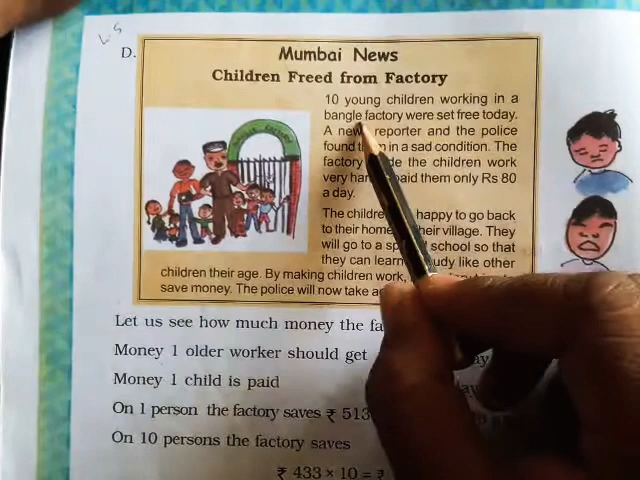 L-5
D.
Mumbai News
Children Freed from Factory
10 young children working in a
bangle factory were set free today.
A new reporter and the police
found in a sad condition. The
factory the children work
very paid them only Rs 80
a day.
The happy to go back
to their village. They
will go to a school so that
they can learn like other
children their age. By making children work,
save money. The police will now take
Let us see how much money the
Money 1 older worker should get
Money 1 child is paid
On 1 person the factory saves ₹ 513
On 10 persons the factory saves
₹ 433 × 10 = ₹